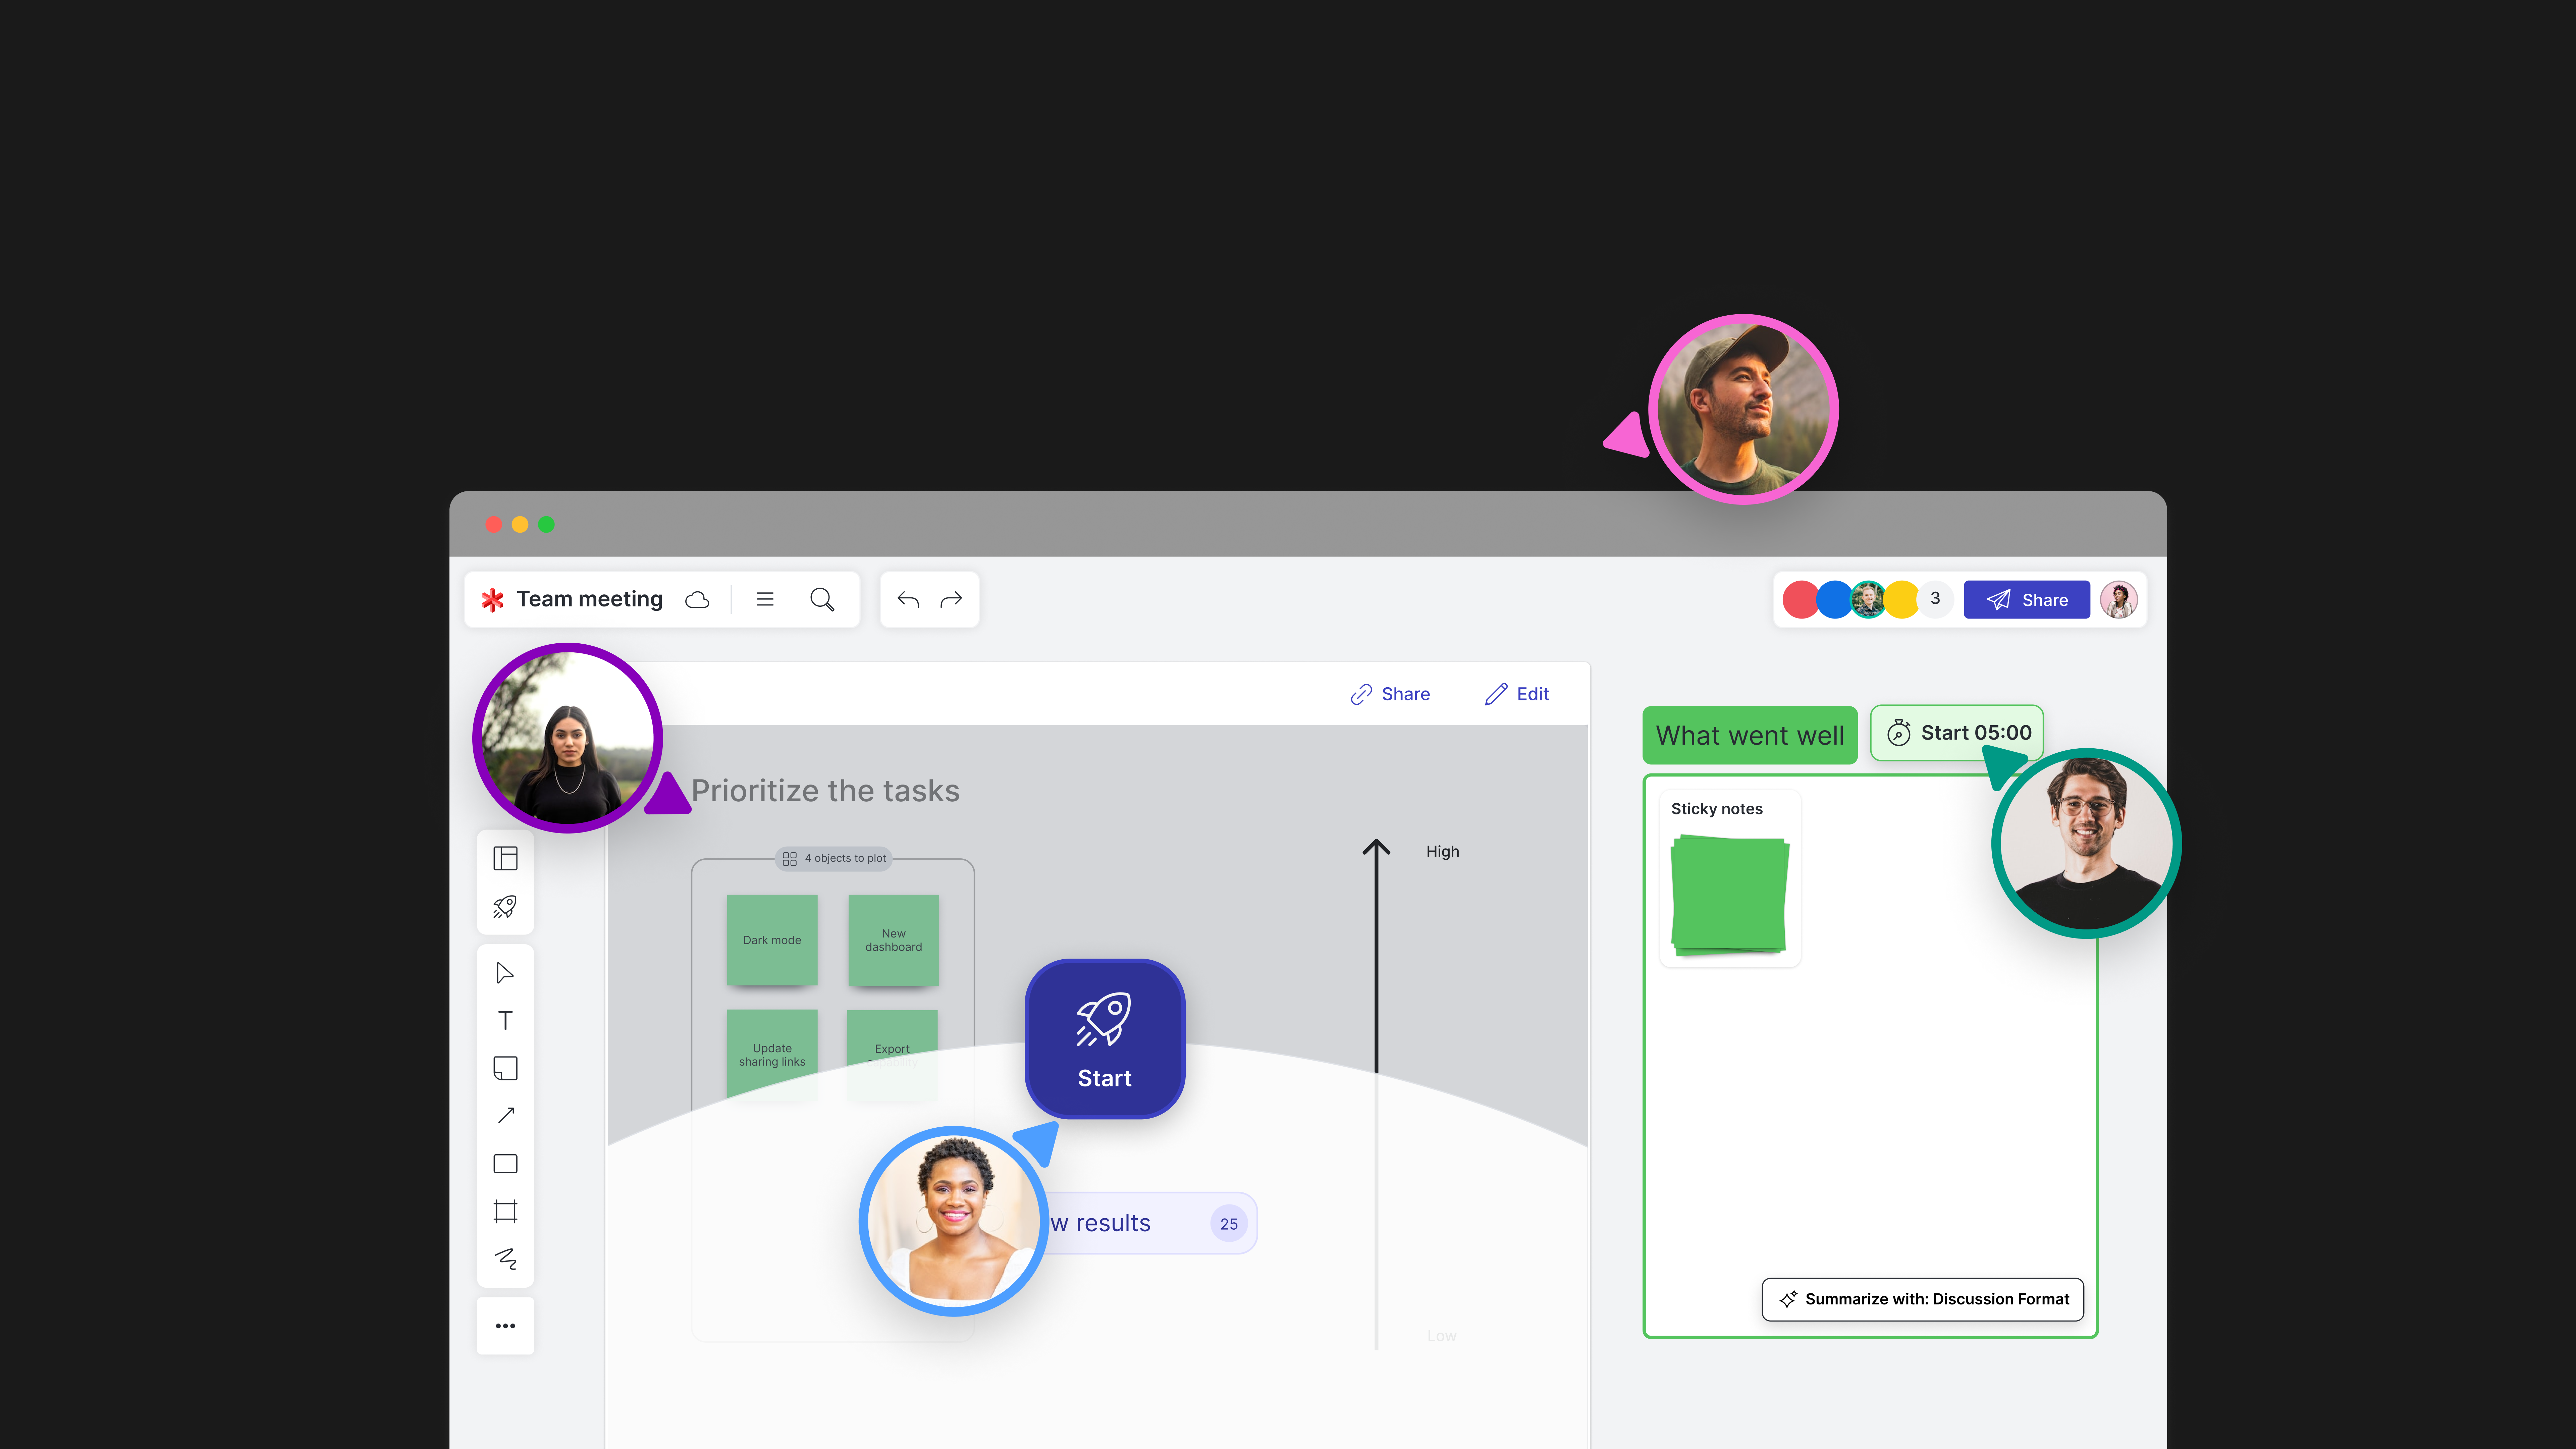 Team meeting
3
Share
Share
Edit
What went well
Start 05:00
Prioritize the tasks
Sticky notes
4 objects to plot
High
Dark mode
New
dashboard
Update
sharing links
Export
Start
results
25
Summarize with: Discussion Format
Low